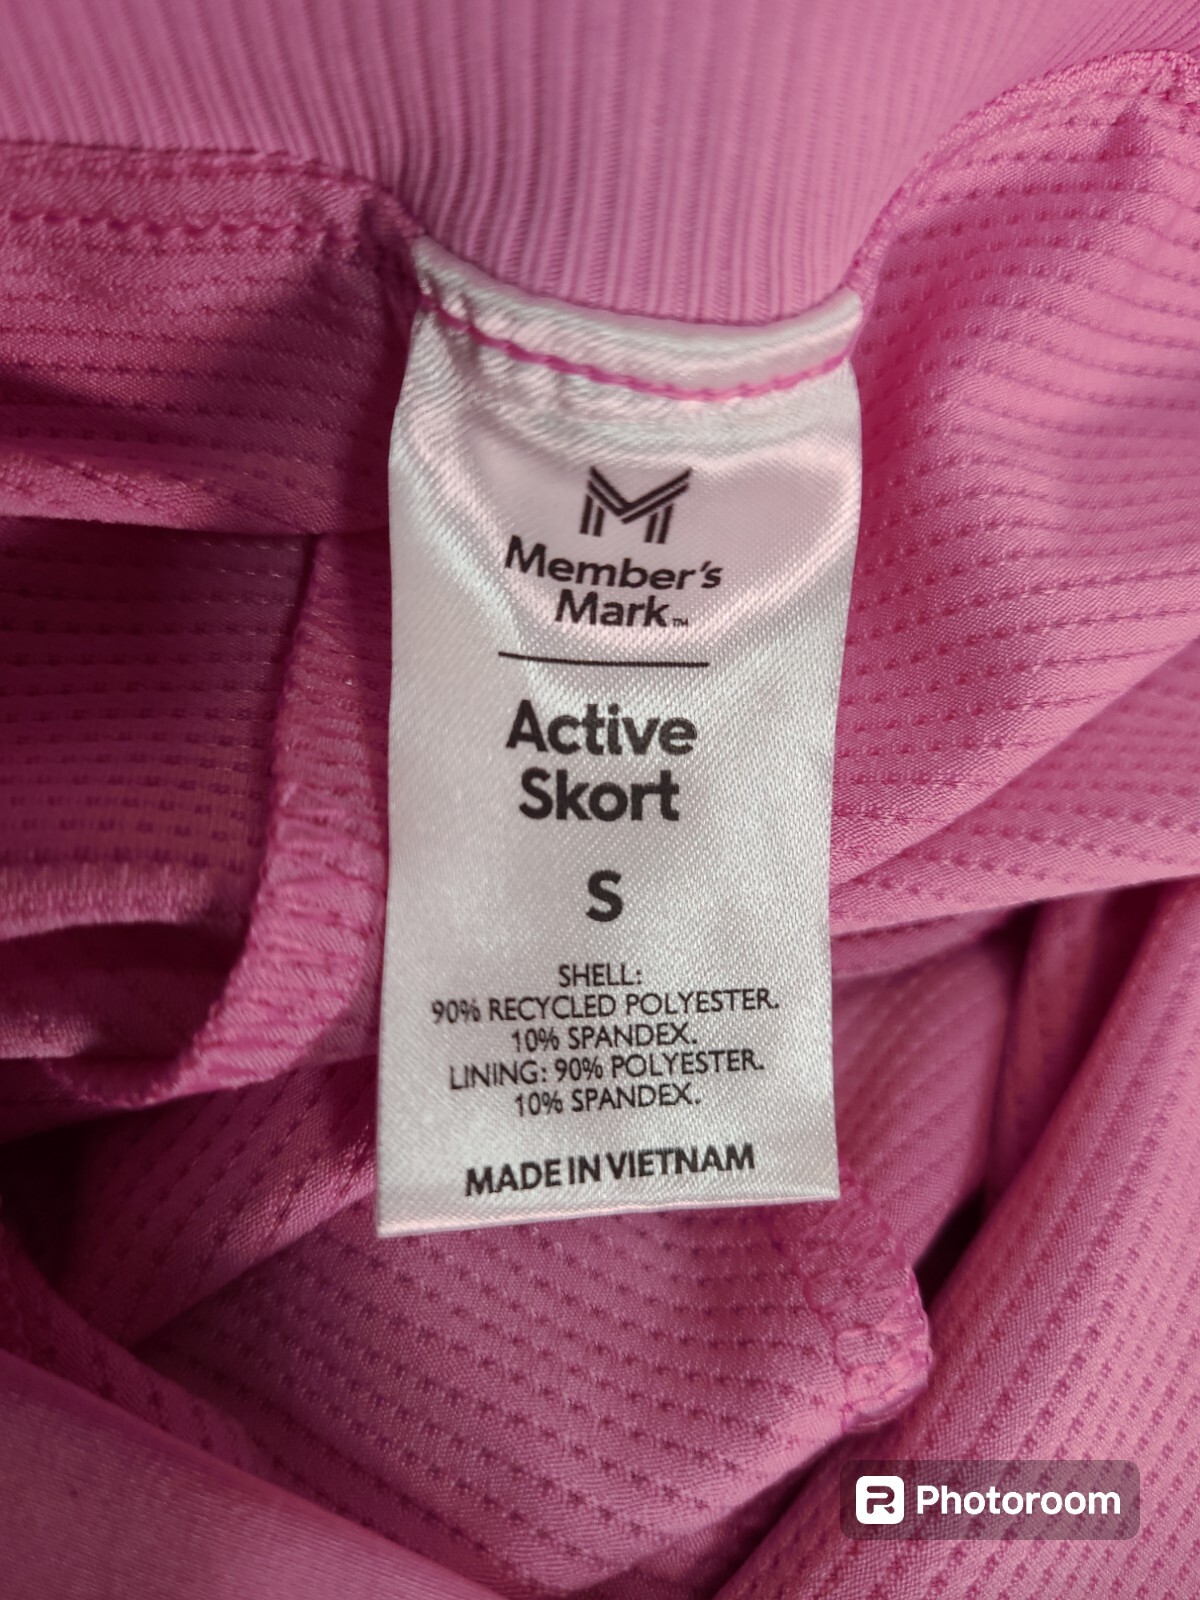 Member's
Mark™
Active
Skort
S
SHELL:
90% RECYCLED POLYESTER.
10% SPANDEX.
LINING: 90% POLYESTER.
10% SPANDEX.
MADE IN VIETNAM
Photoroom